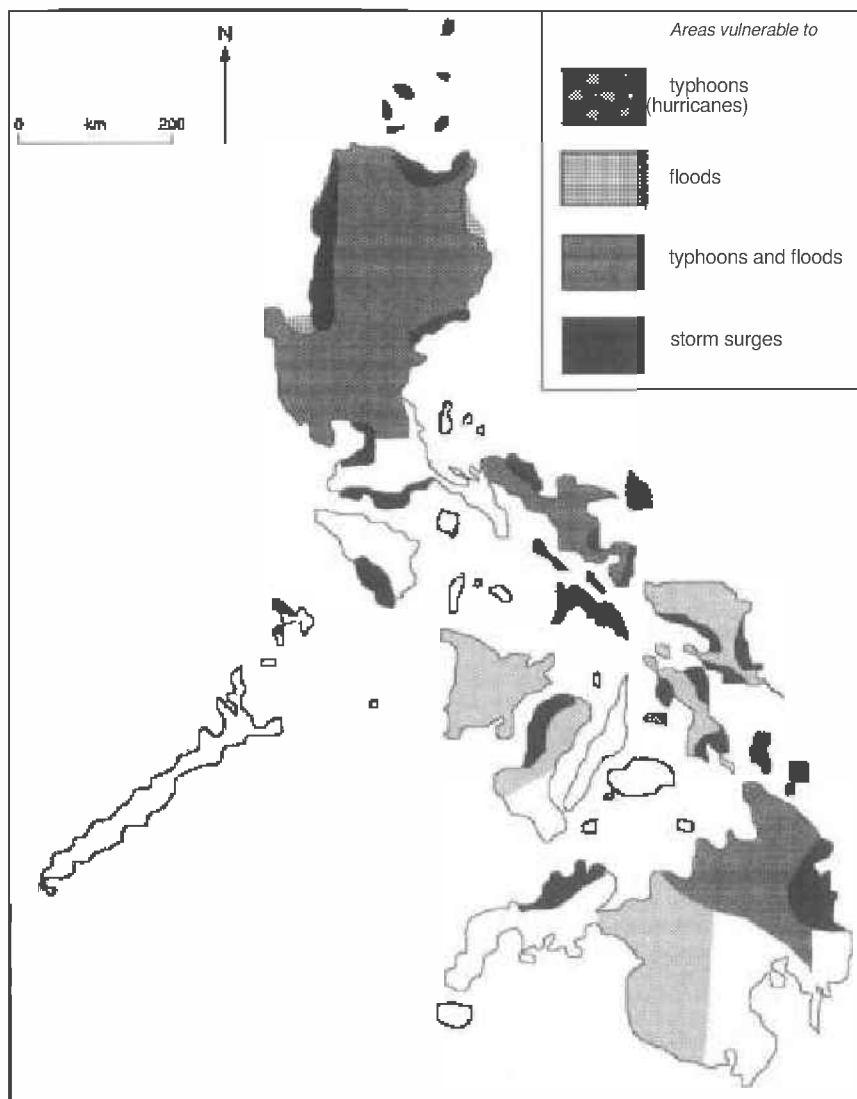 Areas vulnerable to
N
typhoons
(hurricanes)
0 km 200
floods
typhoons and floods
storm surges